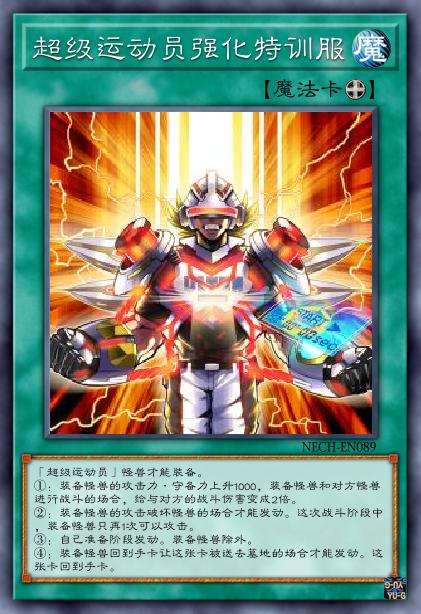 超级运动员强化特训服 魔
【魔法卡】
START
NECH-EN089
「超级运动员」怪兽才能装备。
①：装备怪兽的攻击力·守备力上升1000，装备怪兽和对方怪兽
进行战斗的场合，给与对方的战斗伤害变成2倍。
②：装备怪兽的攻击破坏怪兽的场合才能发动。这次战斗阶段中
，装备怪兽只再1次可以攻击。
③：自己准备阶段发动。装备怪兽除外。
④：装备怪兽回到手卡让这张卡被送去墓地的场合才能发动。这
张卡回到手卡。